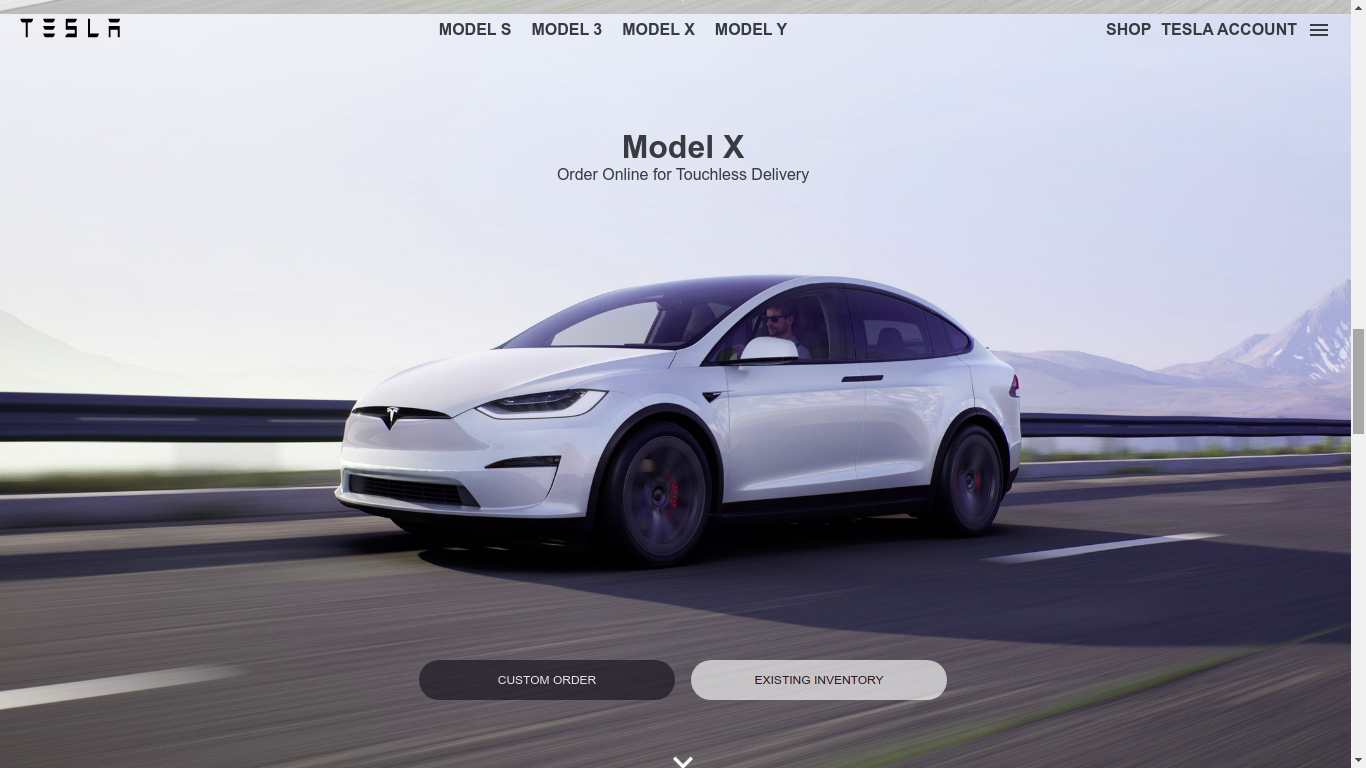 TESLA
MODEL S MODEL 3 MODEL X MODEL Y
SHOP TESLA ACCOUNT
Model X
Order Online for Touchless Delivery
CUSTOM ORDER
EXISTING INVENTORY